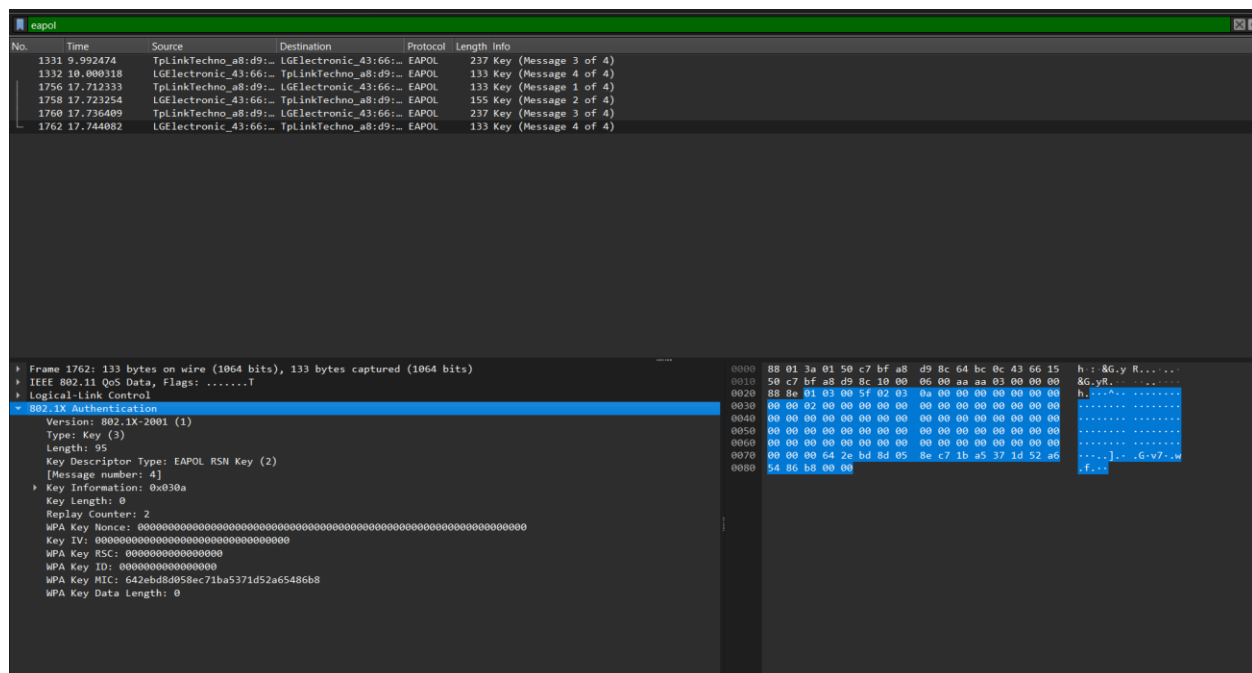 eapol
No. Time Source Destination Protocol Length Info
1331 9.992474 TpLinkTechno_a8:d9:… LGElectronic_43:66:… EAPOL 237 Key (Message 3 of 4)
1332 10.000318 LGElectronic_43:66:… TpLinkTechno_a8:d9:… EAPOL 133 Key (Message 4 of 4)
1756 17.712333 TpLinkTechno_a8:d9:… LGElectronic_43:66:… EAPOL 133 Key (Message 1 of 4)
1758 17.723254 LGElectronic_43:66:… TpLinkTechno_a8:d9:… EAPOL 155 Key (Message 2 of 4)
1760 17.736409 TpLinkTechno_a8:d9:… LGElectronic_43:66:… EAPOL 237 Key (Message 3 of 4)
1762 17.744082 LGElectronic_43:66:… TpLinkTechno_a8:d9:… EAPOL 133 Key (Message 4 of 4)
Frame 1762: 133 bytes on wire (1064 bits), 133 bytes captured (1064 bits)
IEEE 802.11 QoS Data, Flags: .......T
Logical-Link Control
802.1X Authentication
Version: 802.1X-2001 (1)
Type: Key (3)
Length: 95
Key Descriptor Type: EAPOL RSN Key (2)
[Message number: 4]
Key Information: 0x030a
Key Length: 0
Replay Counter: 2
WPA Key Nonce: 0000000000000000000000000000000000000000000000000000000000000000
Key IV: 00000000000000000000000000000000
WPA Key RSC: 0000000000000000
WPA Key ID: 0000000000000000
WPA Key MIC: 642ebd8d058ec71ba5371d52a65486b8
WPA Key Data Length: 0
0000 88 01 3a 01 50 c7 bf a8 d9 8c 64 bc 0c 43 66 15 h·:·&G.y R...·..·
0010 50 c7 bf a8 d9 8c 10 00 06 00 aa aa 03 00 00 00 &G.yR.·· ··..····
0020 88 8e 01 03 00 5f 02 03 0a 00 00 00 00 00 00 00 h.···^·· ········
0030 00 00 02 00 00 00 00 00 00 00 00 00 00 00 00 00 ········ ········
0040 00 00 00 00 00 00 00 00 00 00 00 00 00 00 00 00 ········ ········
0050 00 00 00 00 00 00 00 00 00 00 00 00 00 00 00 00 ········ ········
0060 00 00 00 00 00 00 00 00 00 00 00 00 00 00 00 00 ········ ········
0070 00 00 00 64 2e bd 8d 05 8e c7 1b a5 37 1d 52 a6 ···..].· .G·v7·.w
0080 54 86 b8 00 00 .f.··